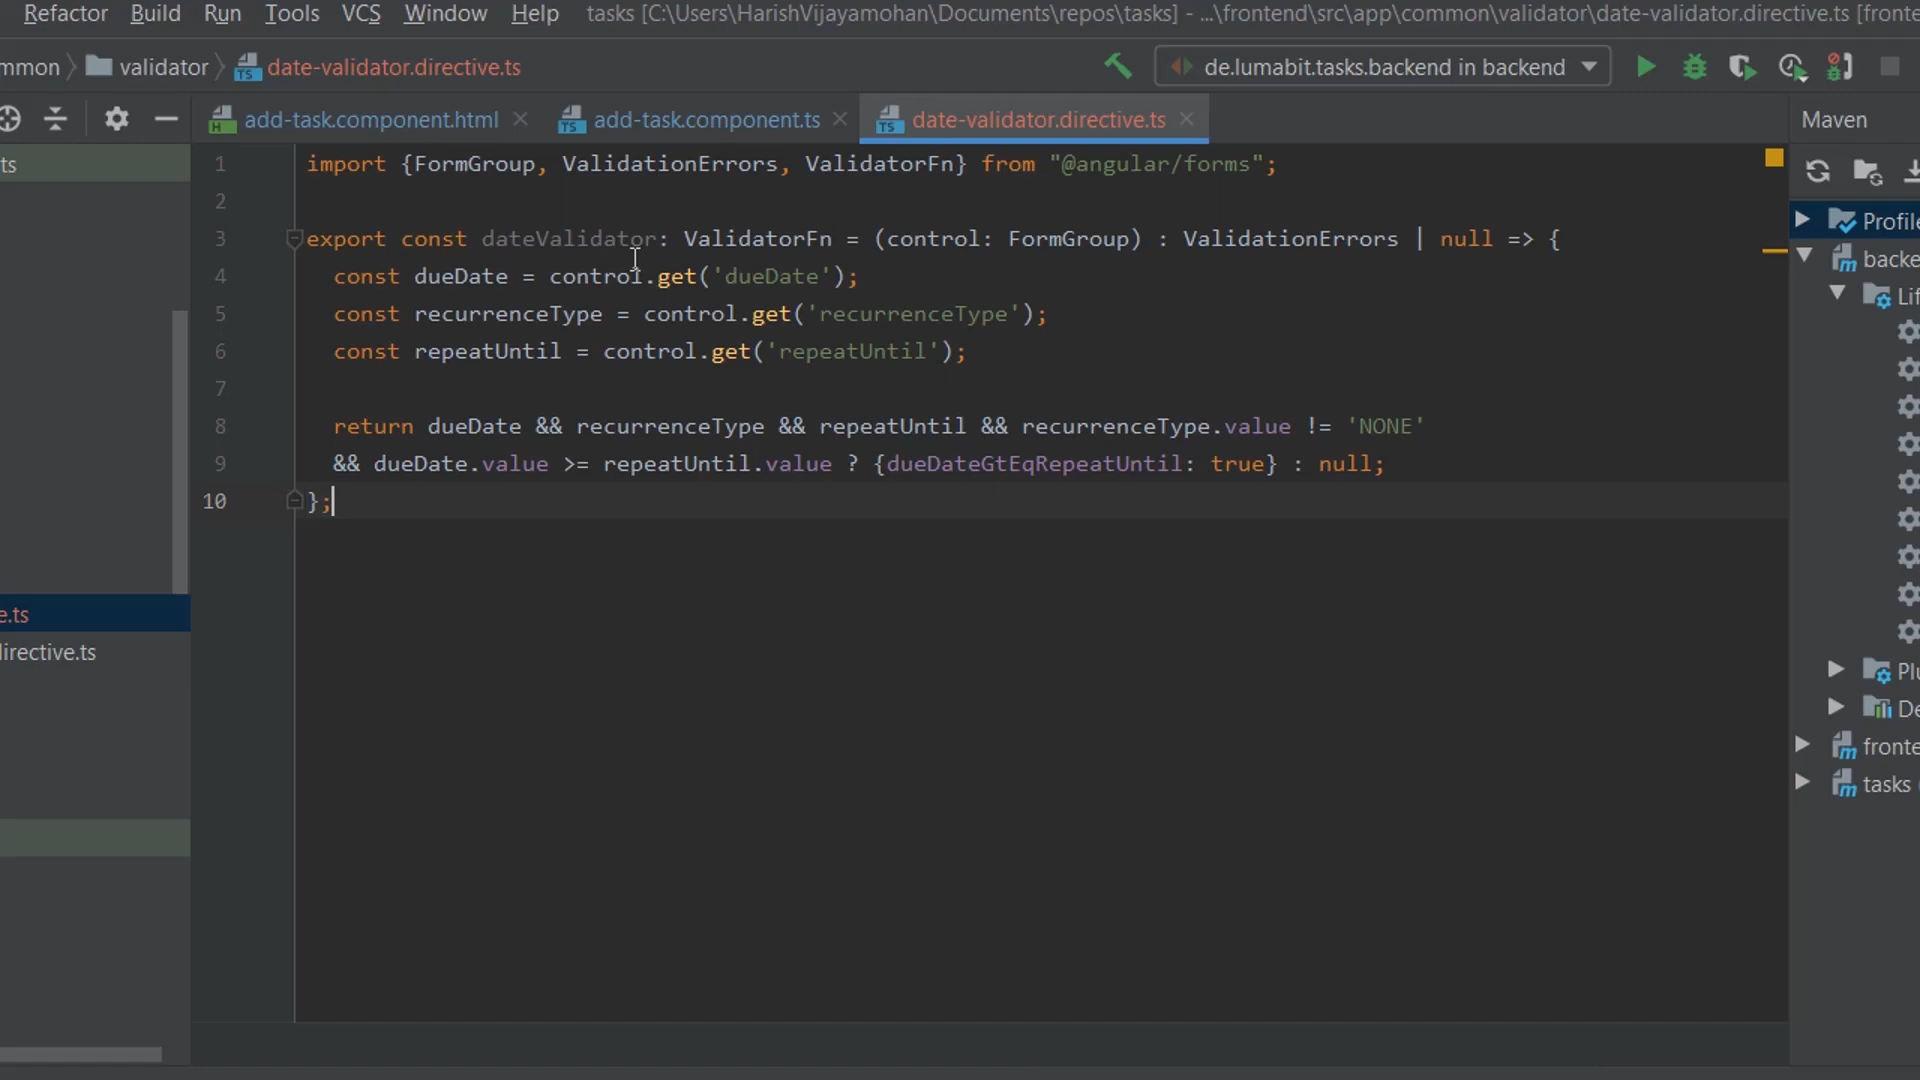 Refactor Build Run Tools VCS Window Help tasks [C:\Users\HarishVijayamohan\Documents\repos\tasks] - ...\frontend\src\app\common\validator\date-validator.directive.ts [fronte
mmon validator date-validator.directive.ts de.lumabit.tasks.backend in backend
add-task.component.html add-task.component.ts date-validator.directive.ts Maven
ts
1 import {FormGroup, ValidationErrors, ValidatorFn} from "@angular/forms";
2
3 export const dateValidator: ValidatorFn = (control: FormGroup) : ValidationErrors | null => {
4 const dueDate = control.get('dueDate');
5 const recurrenceType = control.get('recurrenceType');
6 const repeatUntil = control.get('repeatUntil');
7
8 return dueDate && recurrenceType && repeatUntil && recurrenceType.value != 'NONE'
9 && dueDate.value >= repeatUntil.value ? {dueDateGtEqRepeatUntil: true} : null;
10 };
e.ts
directive.ts
Profile
backe
Lif
Plu
De
fronte
tasks